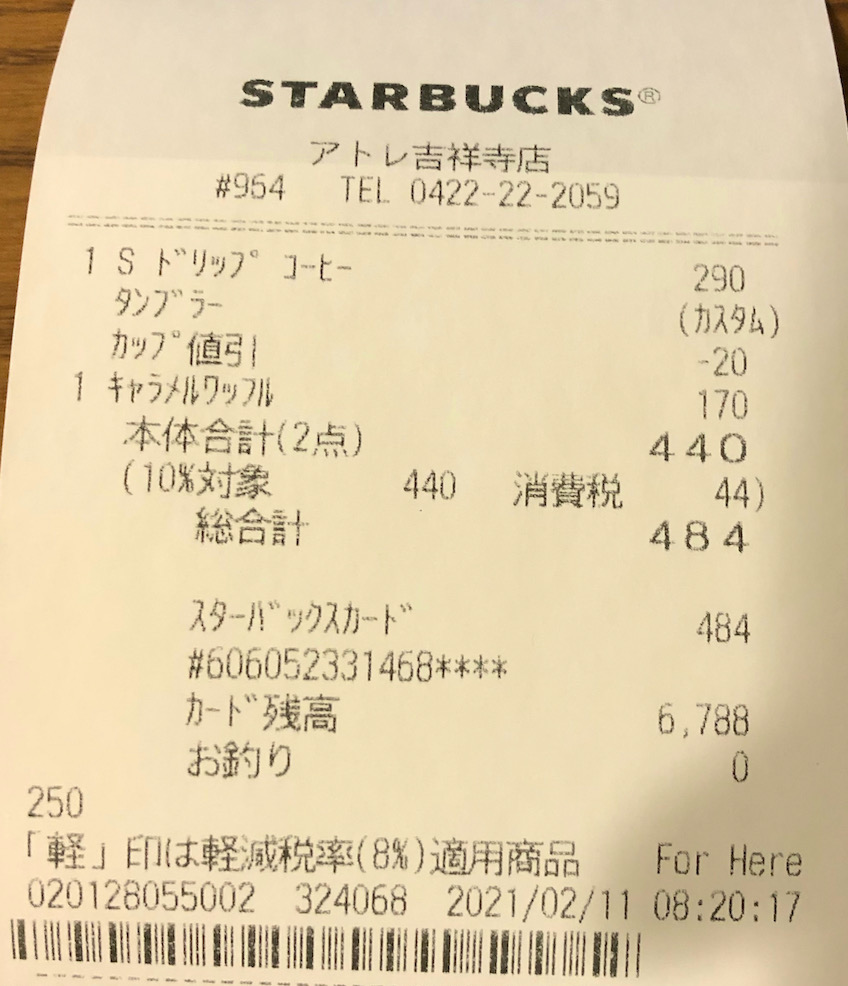 STARBUCKS®
アトレ吉祥寺店
#964 TEL 0422-22-2059
1 S ドリップ コーヒー 290
タンブラー (カスタム)
カップ値引 -20
1 キャラメルワッフル 170
本体合計(2点) 440
(10%対象 440 消費税 44)
総合計 484
スターバックスカード 484
#606052331468****
カード残高 6,788
お釣り 0
250
「軽」印は軽減税率(8%)適用商品 For Here
020128055002 324068 2021/02/11 08:20:17